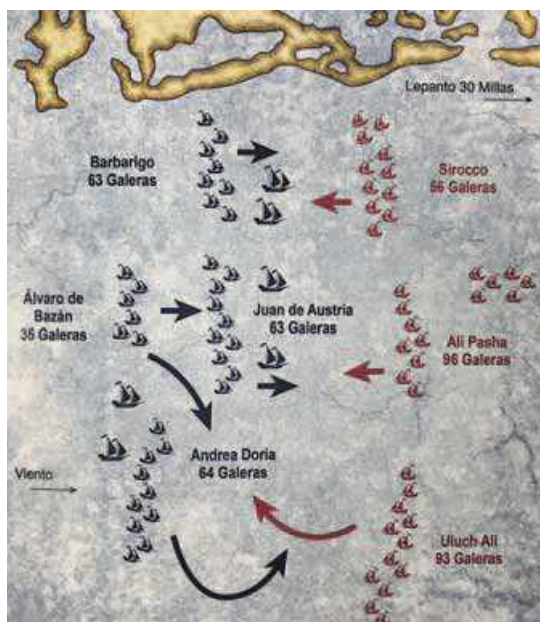 Lepanto 30 Millas
Barbarigo
63 Galeras
Sirocco
56 Galeras
Álvaro de
Bazán
36 Galeras
Juan de Austria
63 Galeras
Ali Pasha
96 Galeras
Andrea Doria
64 Galeras
Viento
Uluch Ali
93 Galeras